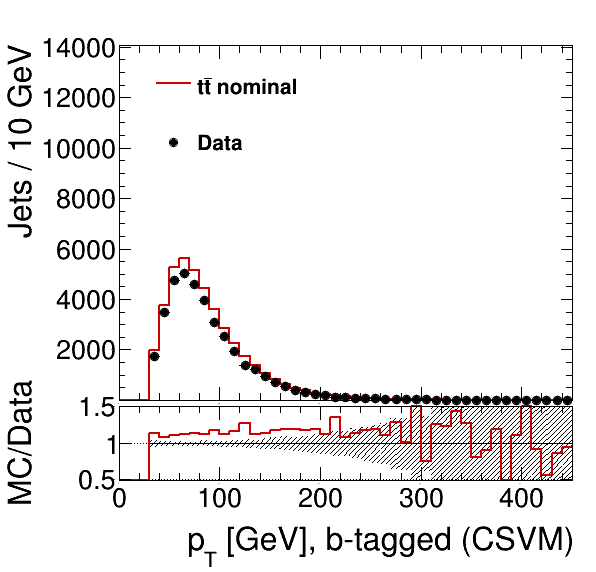 Jets / 10 GeV
14000
12000
10000
8000
6000
4000
2000
tt̄ nominal
Data
MC/Data
1.5
1
0.5
0 100 200 300 400
p_T [GeV], b-tagged (CSVM)